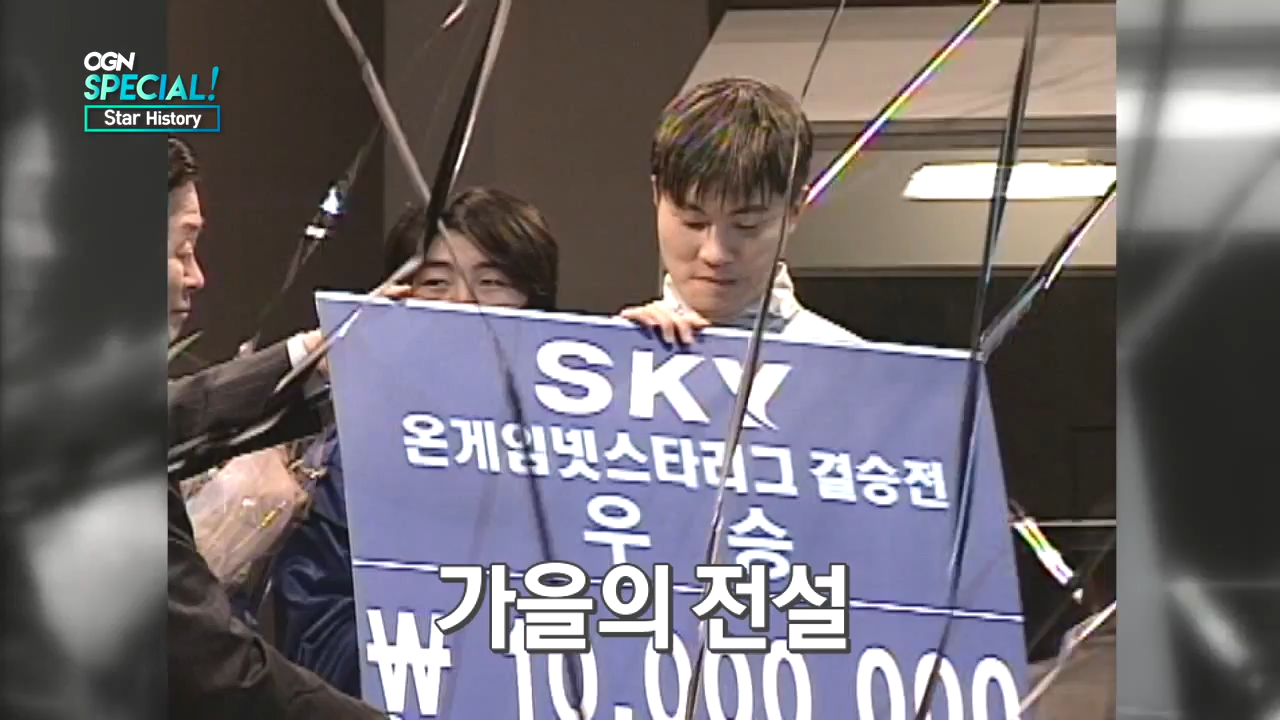 OGN
SPECIAL!
Star History
SKY
온게임넷스타리그 결승전
우 승
가을의 전설
₩ 10,000,000